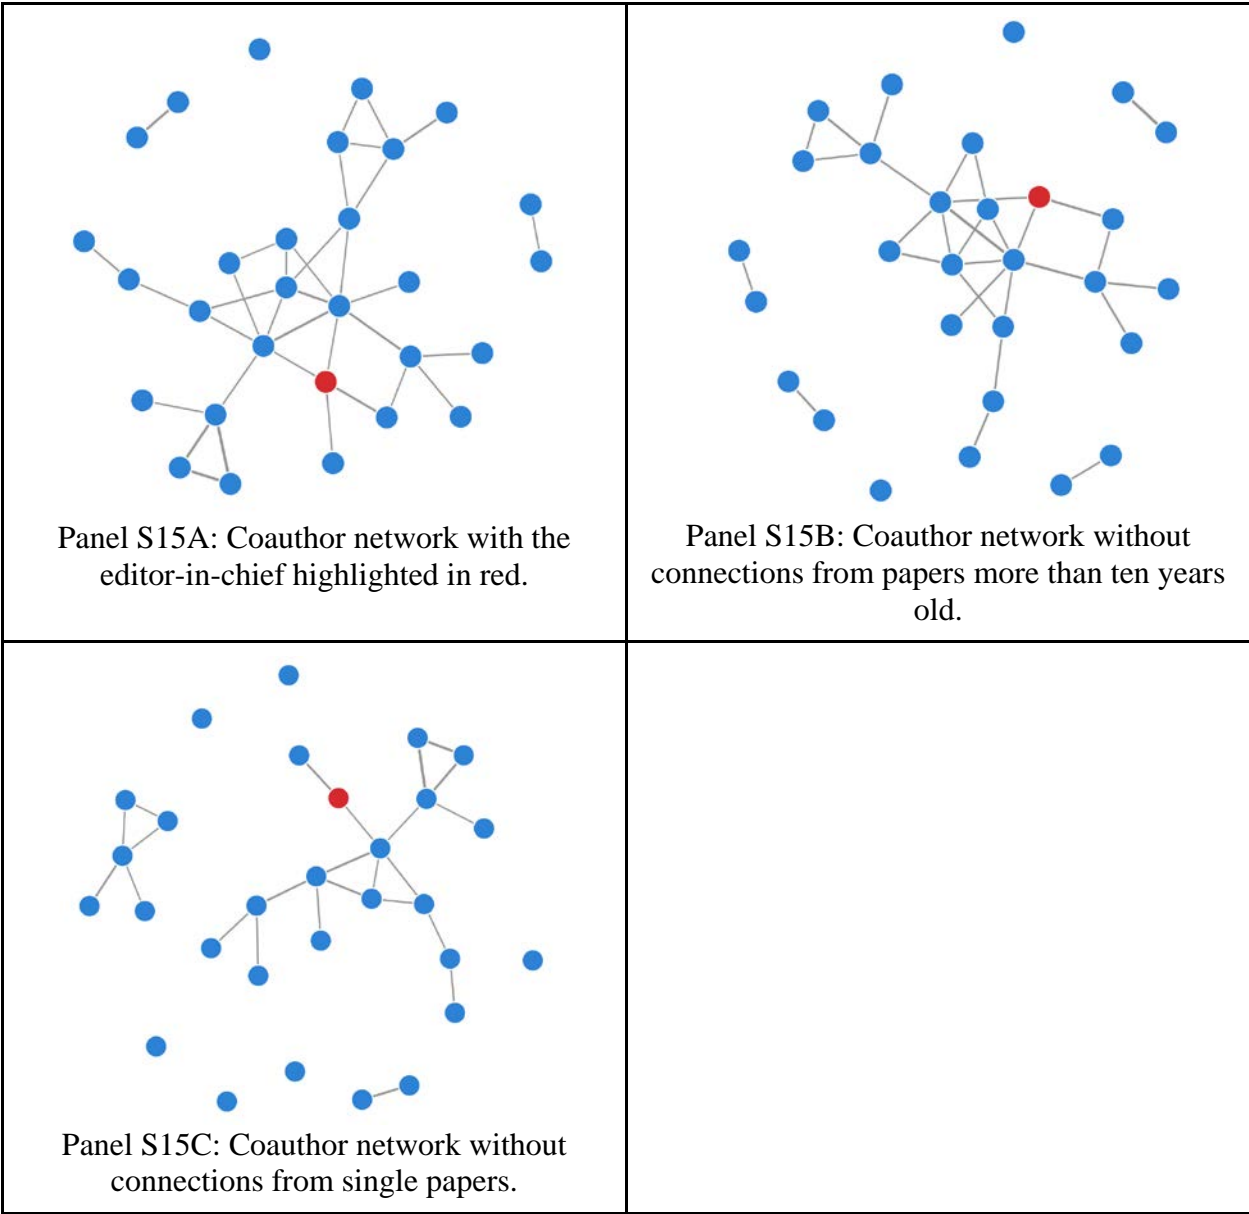 Panel S15A: Coauthor network with the
editor-in-chief highlighted in red.
Panel S15B: Coauthor network without
connections from papers more than ten years
old.
Panel S15C: Coauthor network without
connections from single papers.